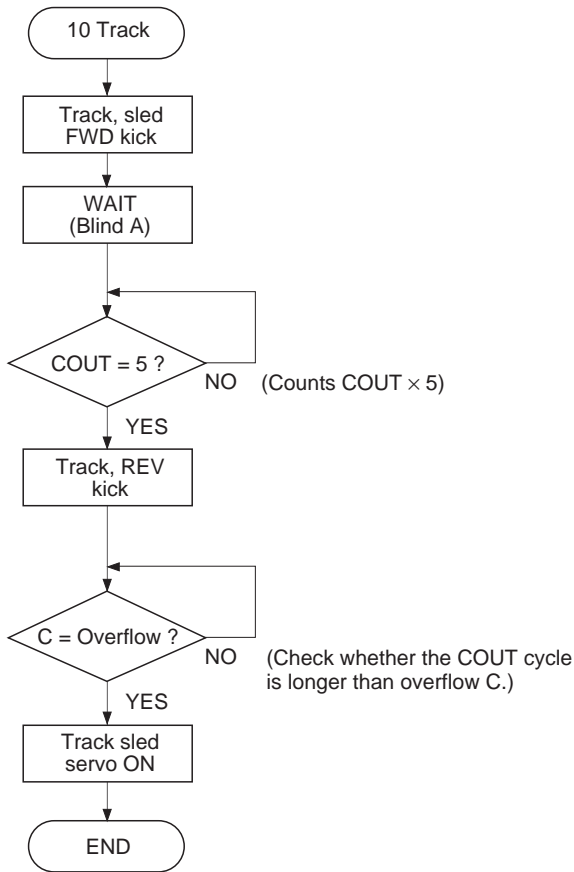 10 Track
Track, sled
FWD kick
WAIT
(Blind A)
COUT = 5 ?
NO
(Counts COUT × 5)
YES
Track, REV
kick
C = Overflow ?
NO
(Check whether the COUT cycle
is longer than overflow C.)
YES
Track sled
servo ON
END